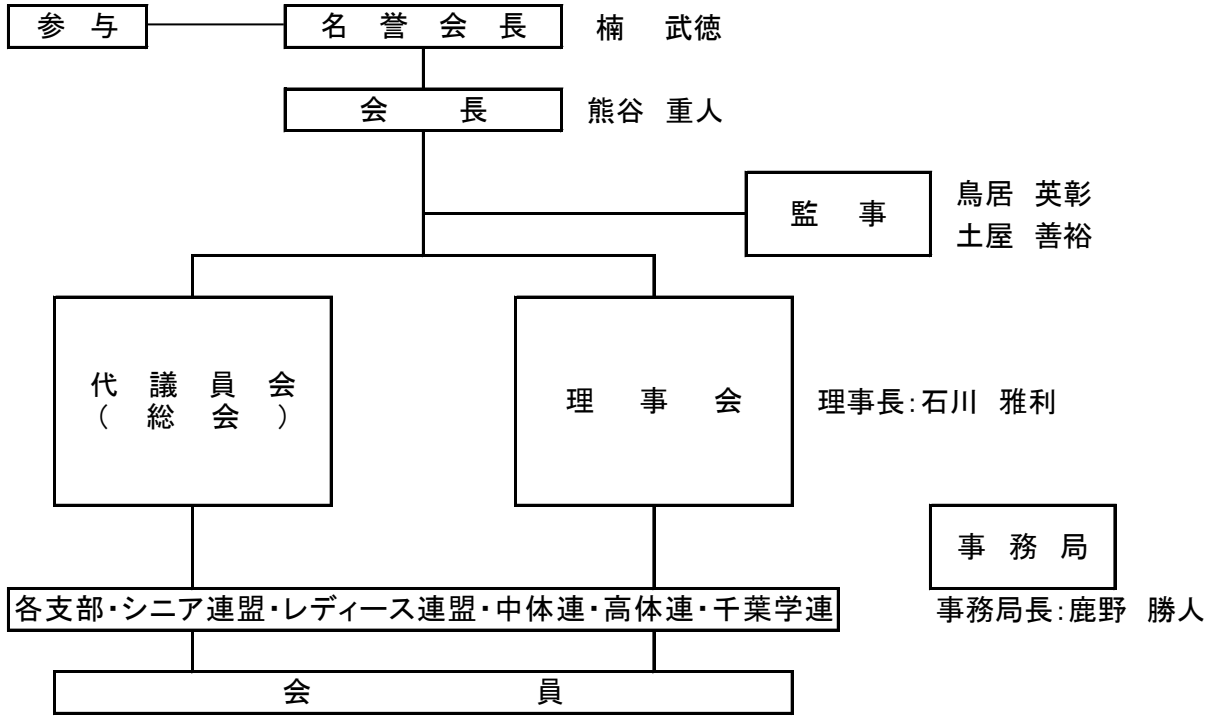 参 与
名 誉 会 長
楠 武徳
会 長
熊谷 重人
監 事
鳥居 英彰
土屋 善裕
代 議 員 会
( 総 会 )
理 事 会
理事長:石川 雅利
事 務 局
事務局長:鹿野 勝人
各支部・シニア連盟・レディース連盟・中体連・高体連・千葉学連
会 員